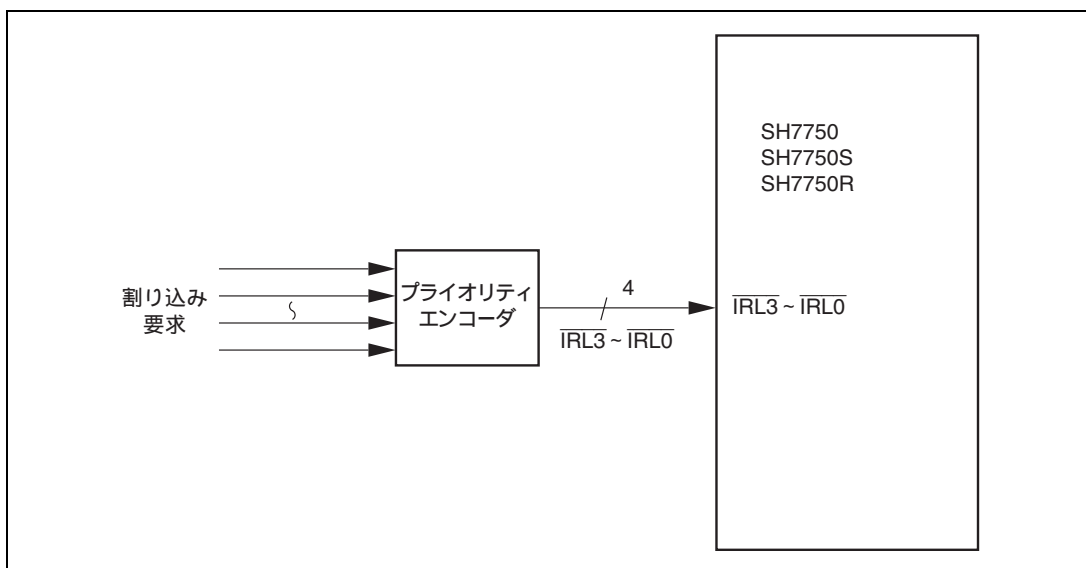 SH7750
SH7750S
SH7750R
割り込み
要求
プライオリティ
エンコーダ
4
IRL3 ~ IRL0
IRL3 ~ IRL0